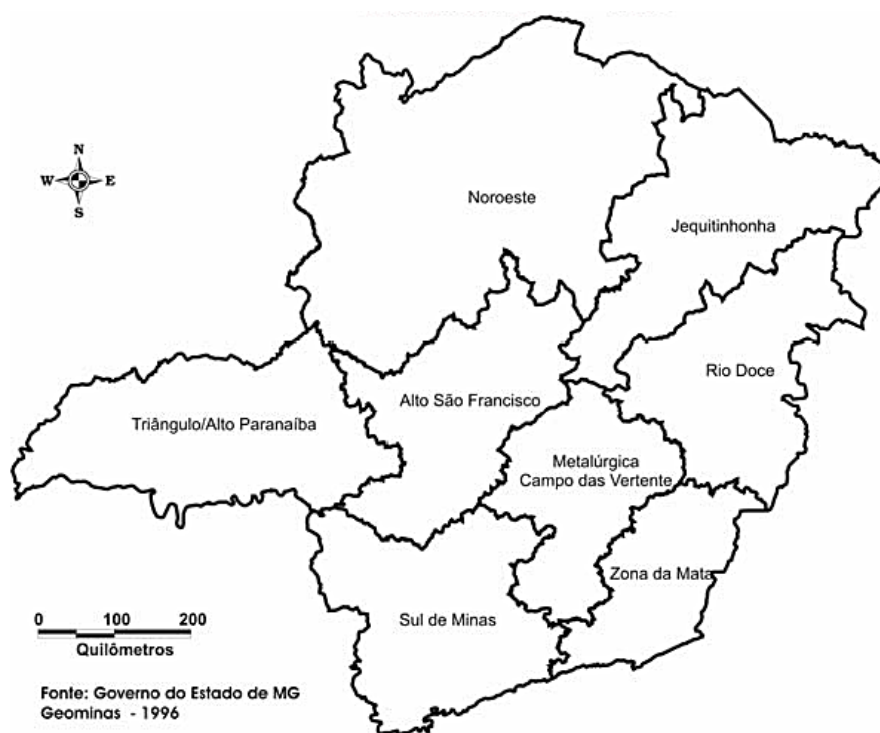 N
W E
S
Noroeste
Jequitinhonha
Rio Doce
Alto São Francisco
Triângulo/Alto Paranaíba
Metalúrgica
Campo das Vertente
Zona da Mata
Sul de Minas
0 100 200
Quilômetros
Fonte: Governo do Estado de MG
Geominas - 1996